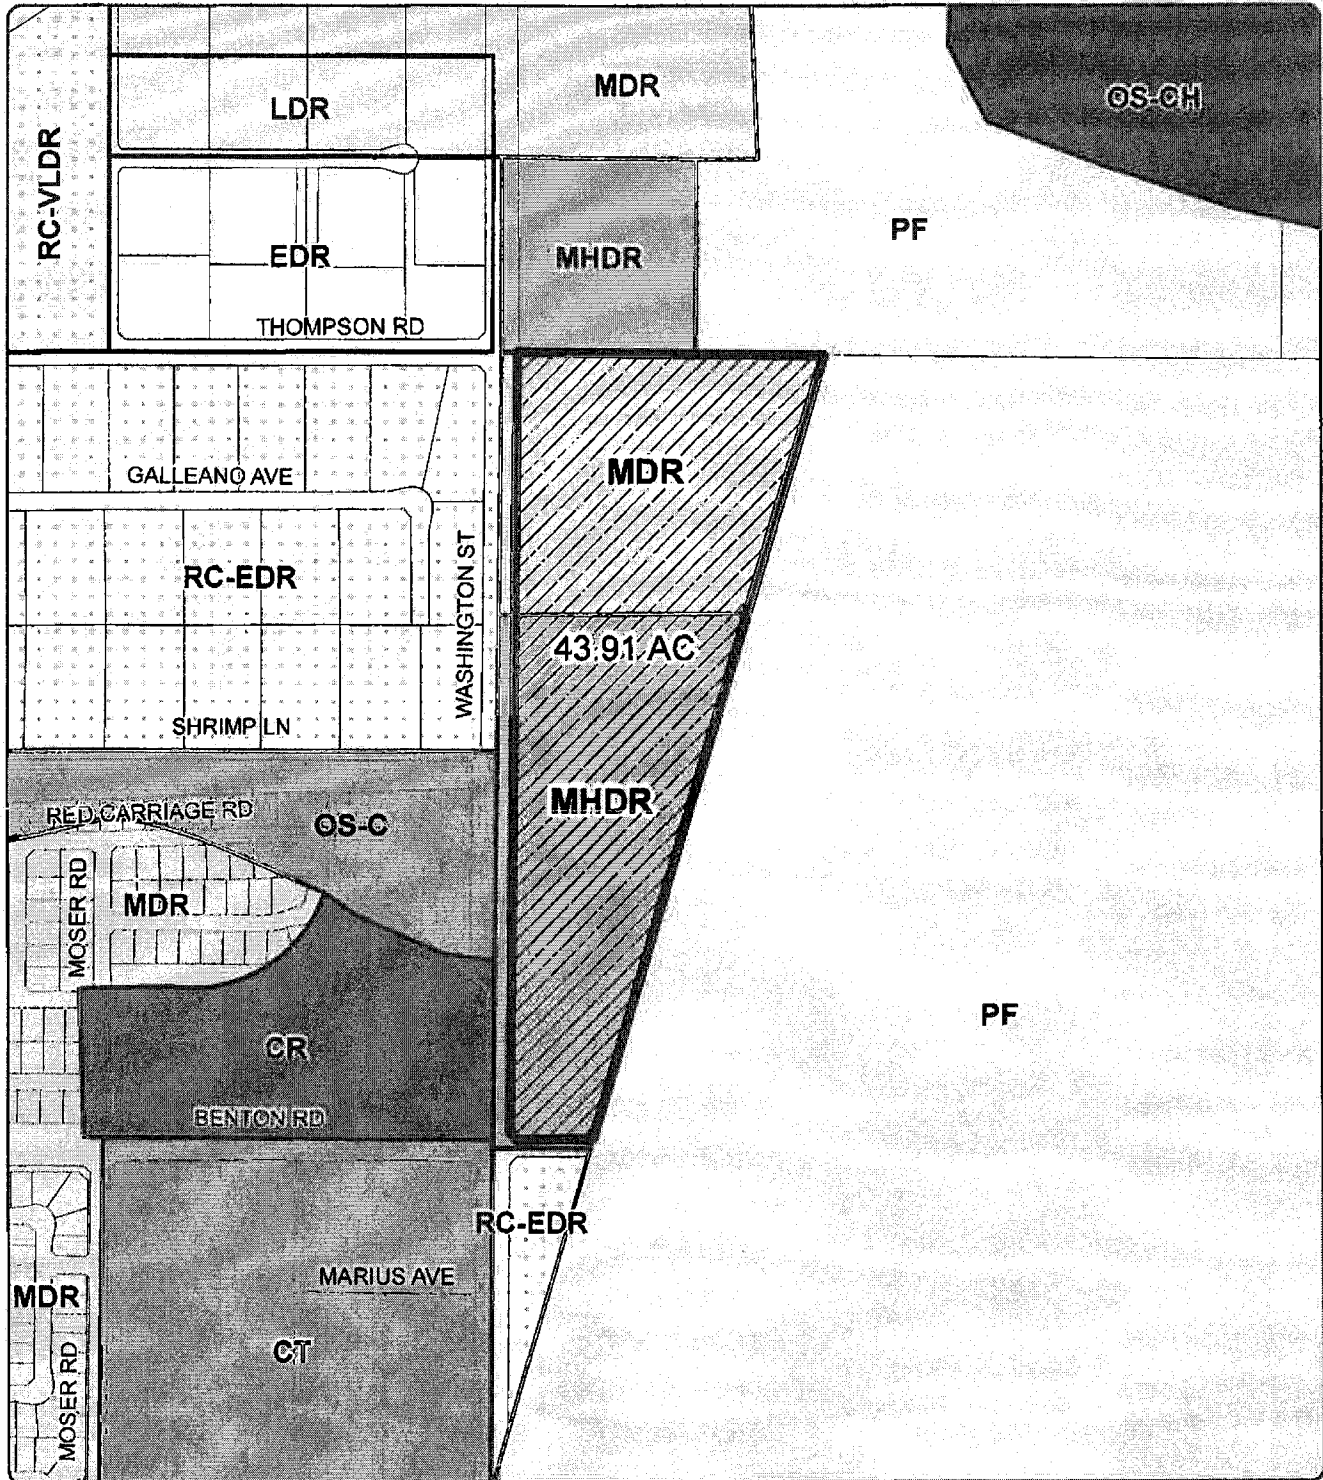 MDR
OS-CH
LDR
RC-VLDR
PF
EDR
MHDR
THOMPSON RD
MDR
GALLEANO AVE
WASHINGTON ST
RC-EDR
43.91 AC
SHRIMP LN
MHDR
RED CARRIAGE RD
OS-C
MOSER RD
MDR
PF
CR
BENTON RD
RC-EDR
MARIUS AVE
MDR
CT
MOSER RD